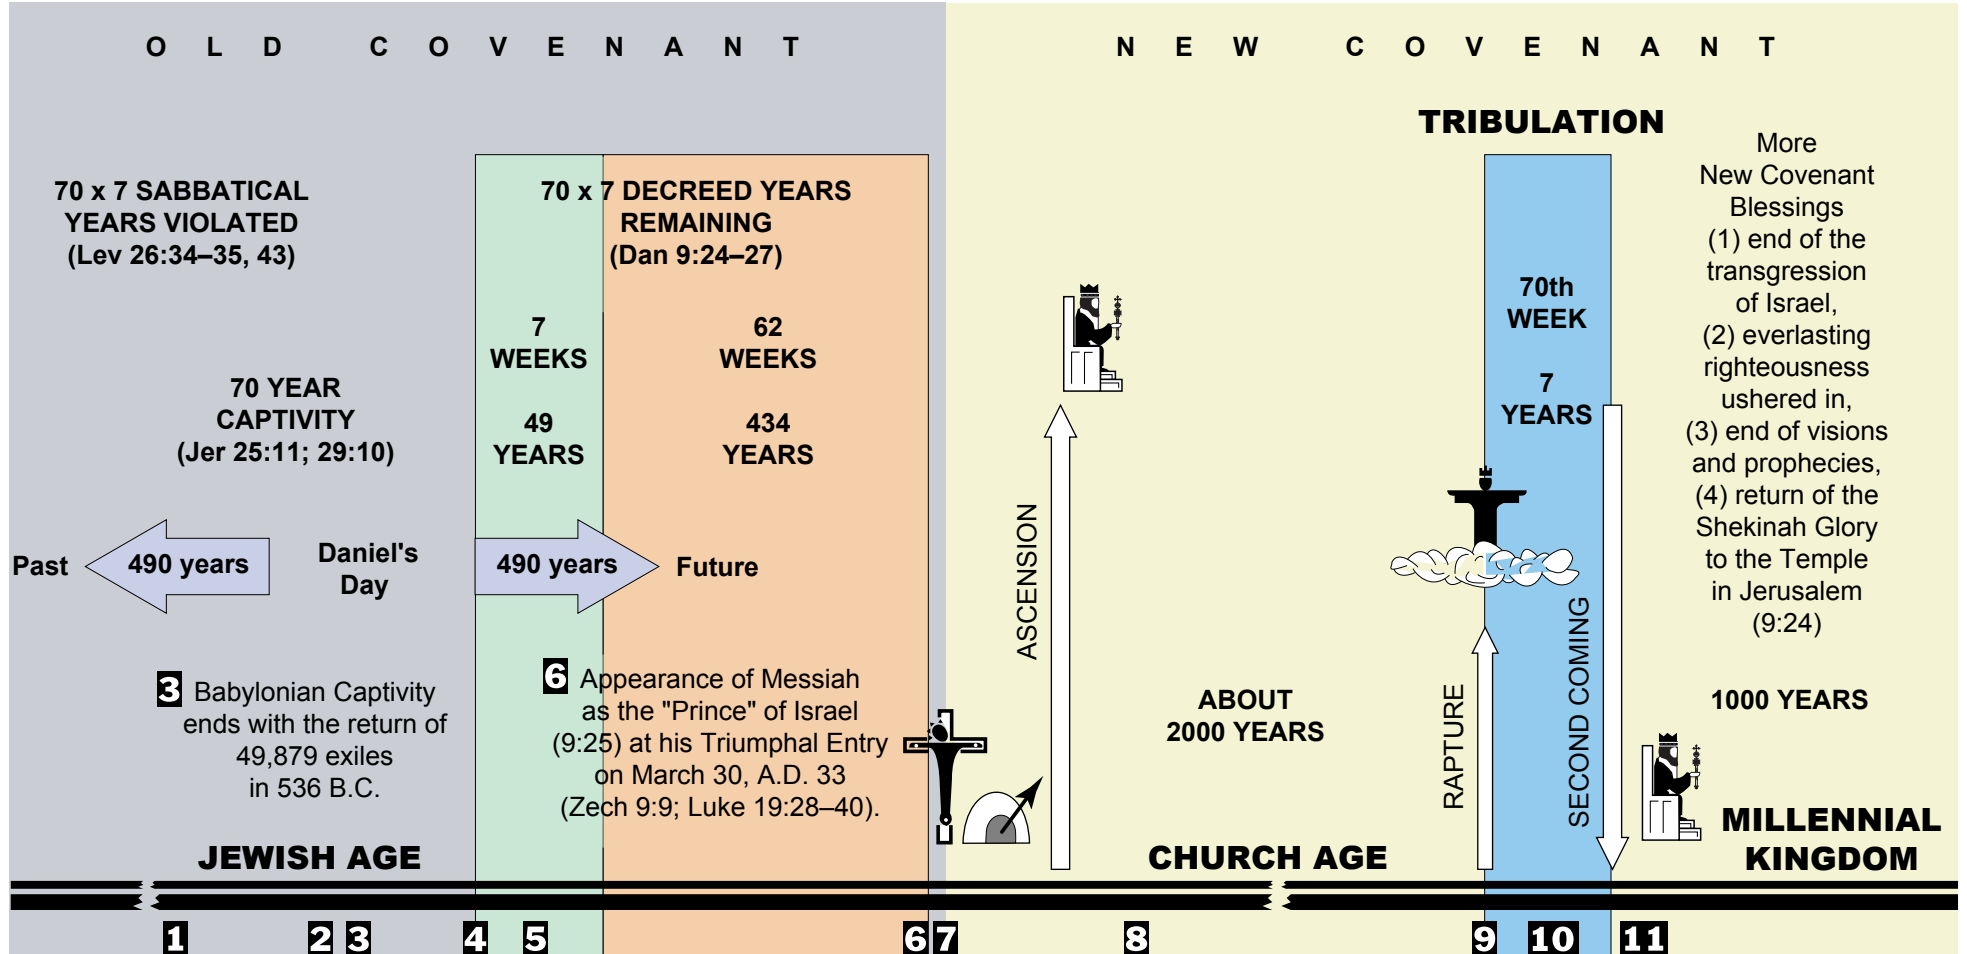 OLD COVENANT
NEW COVENANT
70 x 7 SABBATICAL
YEARS VIOLATED
(Lev 26:34–35, 43)
70 YEAR
CAPTIVITY
(Jer 25:11; 29:10)
Past
490 years
Daniel's
Day
3 Babylonian Captivity
ends with the return of
49,879 exiles
in 536 B.C.
JEWISH AGE
70 x 7 DECREED YEARS
REMAINING
(Dan 9:24–27)
7
WEEKS
49
YEARS
62
WEEKS
434
YEARS
490 years
Future
6 Appearance of Messiah
as the "Prince" of Israel
(9:25) at his Triumphal Entry
on March 30, A.D. 33
(Zech 9:9; Luke 19:28–40).
ASCENSION
ABOUT
2000 YEARS
CHURCH AGE
RAPTURE
TRIBULATION
70th
WEEK
7
YEARS
SECOND COMING
More
New Covenant
Blessings
(1) end of the
transgression
of Israel,
(2) everlasting
righteousness
ushered in,
(3) end of visions
and prophecies,
(4) return of the
Shekinah Glory
to the Temple
in Jerusalem
(9:24)
1000 YEARS
MILLENNIAL
KINGDOM
1 2 3 4 5 6 7 8 9 10 11